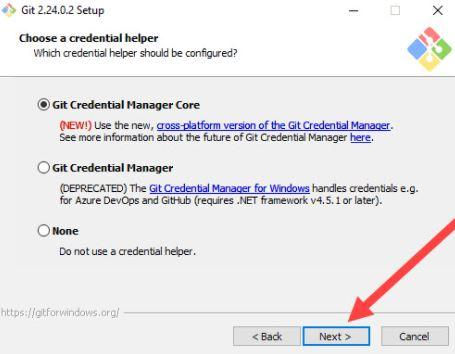 Git 2.24.0.2 Setup
Choose a credential helper
Which credential helper should be configured?
Git Credential Manager Core
(NEW!) Use the new, cross-platform version of the Git Credential Manager.
See more information about the future of Git Credential Manager here.
Git Credential Manager
(DEPRECATED) The Git Credential Manager for Windows handles credentials e.g.
for Azure DevOps and GitHub (requires .NET framework v4.5.1 or later).
None
Do not use a credential helper.
https://gitforwindows.org/
< Back Next > Cancel